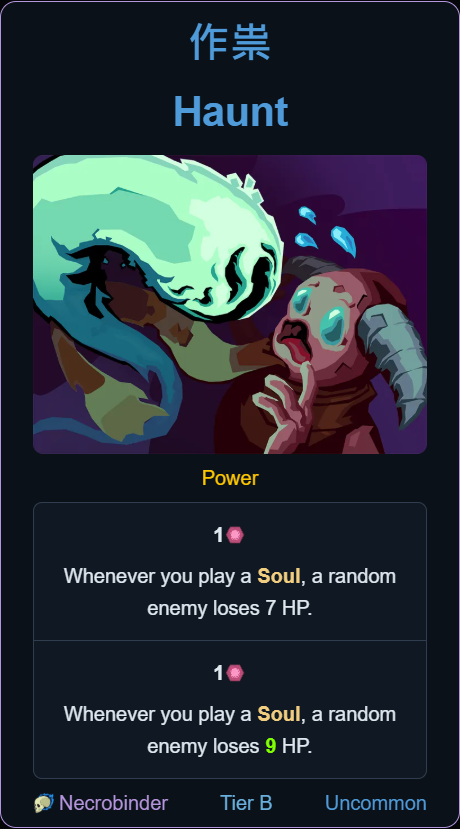 作祟
Haunt
Power
1
Whenever you play a Soul, a random
enemy loses 7 HP.
1
Whenever you play a Soul, a random
enemy loses 9 HP.
Necrobinder Tier B Uncommon